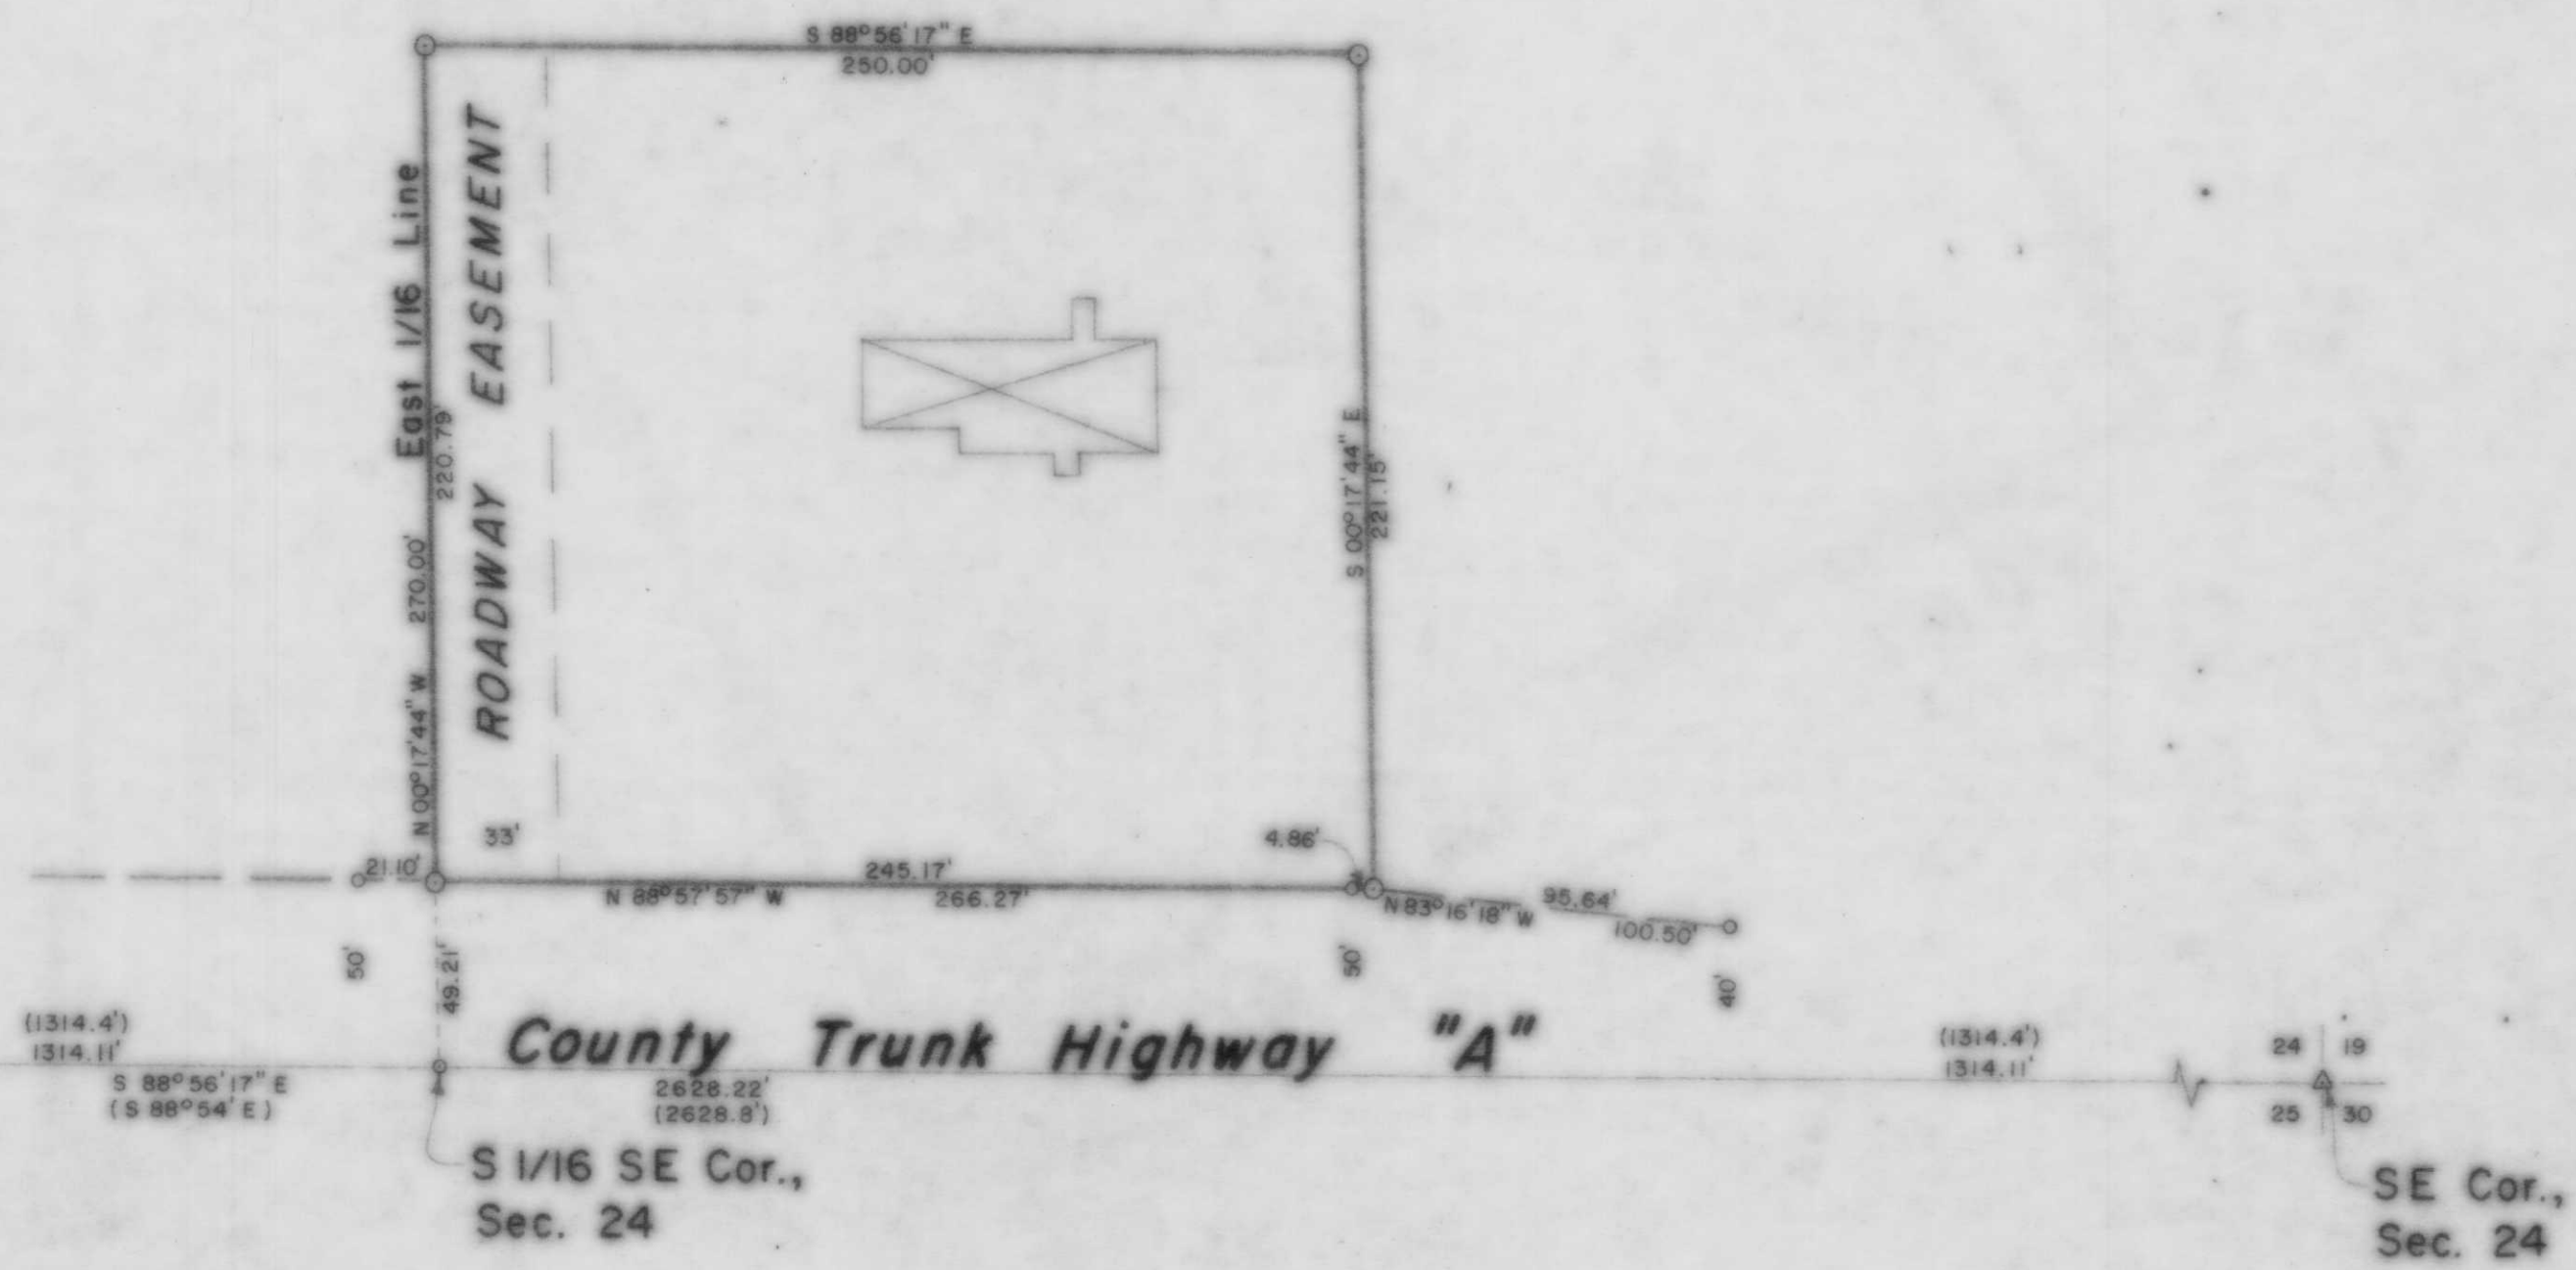 S 88°56'17" E
250.00'
East 1/16 Line
220.79'
N 00°17'44" W 270.00'
ROADWAY EASEMENT
S 00°17'44" E
221.15'
33'
4.86'
21.10'
245.17'
N 88°57'57" W 266.27'
95.64'
N 83°16'18" W
100.50'
50'
49.21'
50'
40'
County Trunk Highway "A"
(1314.4')
1314.11'
S 88°56'17" E
(S 88°54' E)
2628.22'
(2628.8')
(1314.4')
1314.11'
24 19
25 30
S 1/16 SE Cor.,
Sec. 24
SE Cor.,
Sec. 24